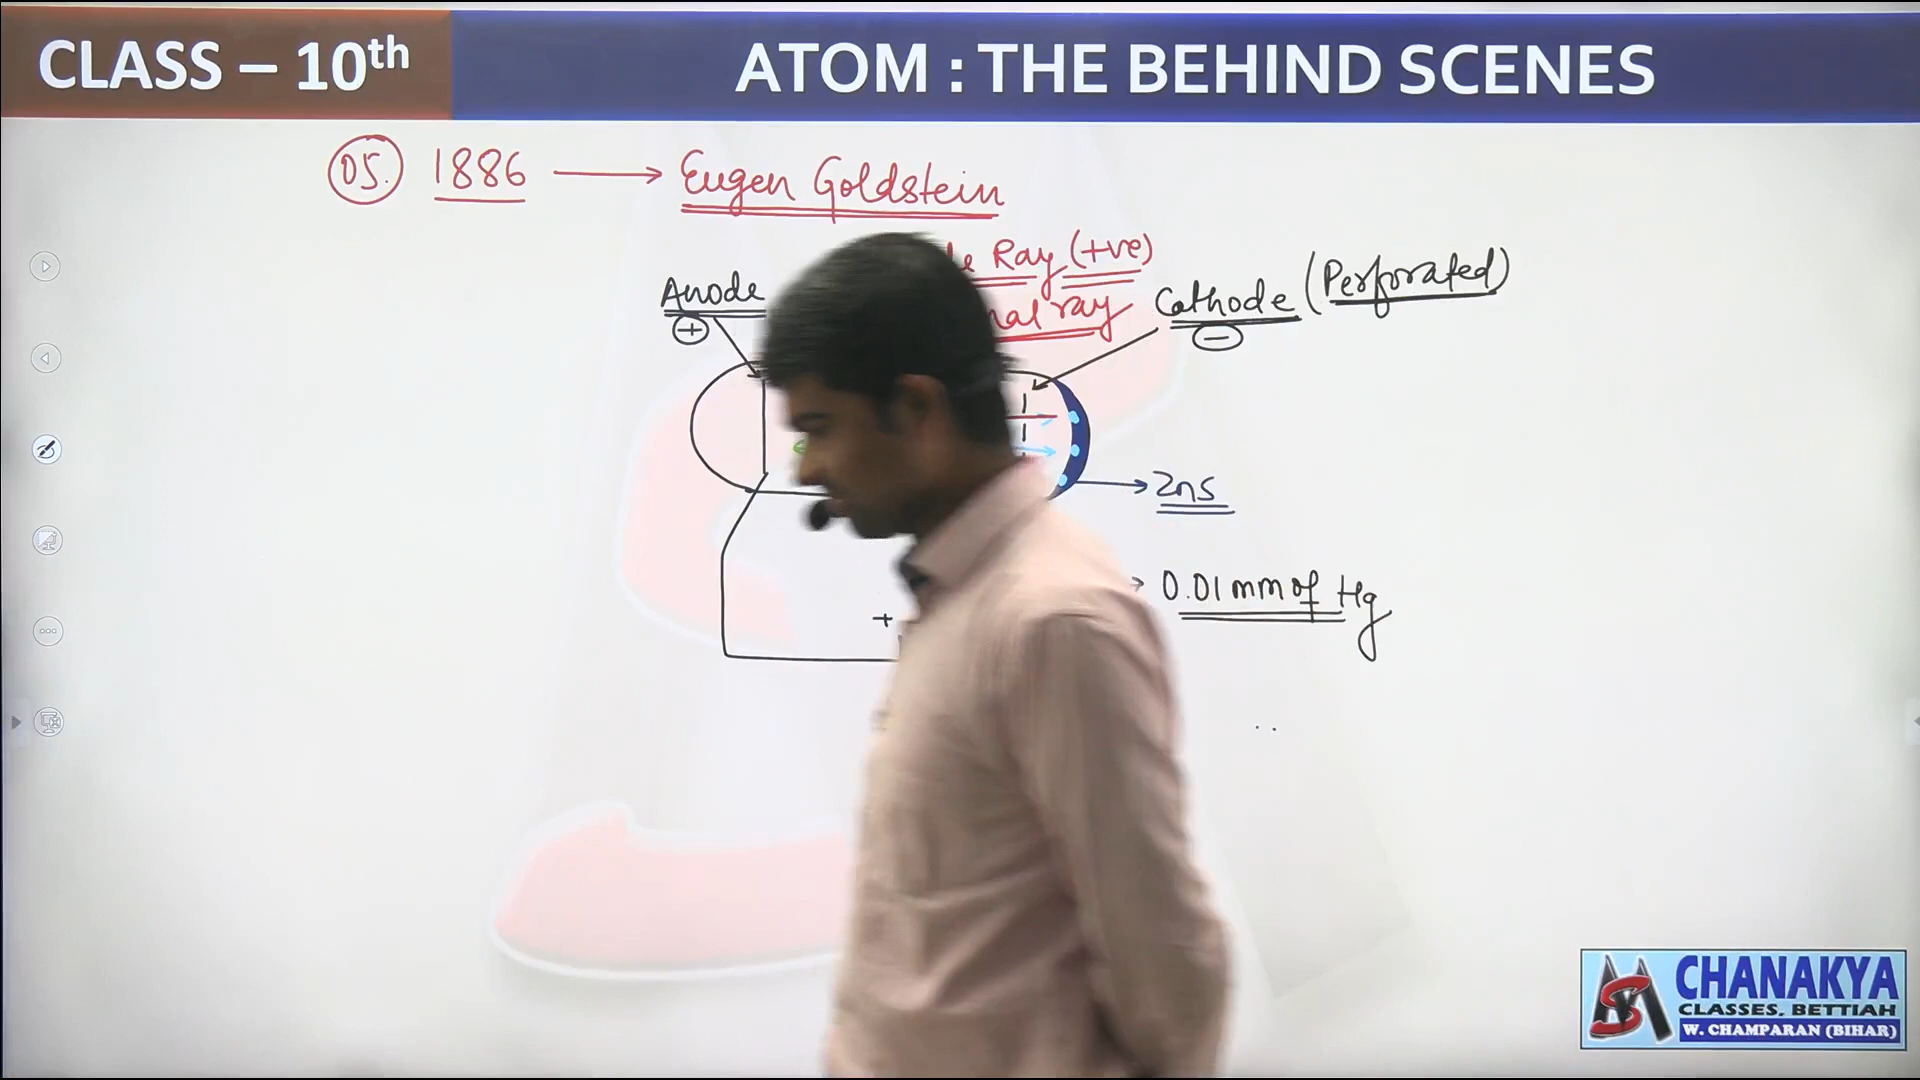 CLASS – 10th
ATOM : THE BEHIND SCENES
05. 1886 → Eugen Goldstein
Ray (+ve)
ray
Anode
+
Cathode (Perforated)
−
→ ZnS
→ 0.01 mm of Hg
+
CHANAKYA
CLASSES, BETTIAH
W. CHAMPARAN (BIHAR)